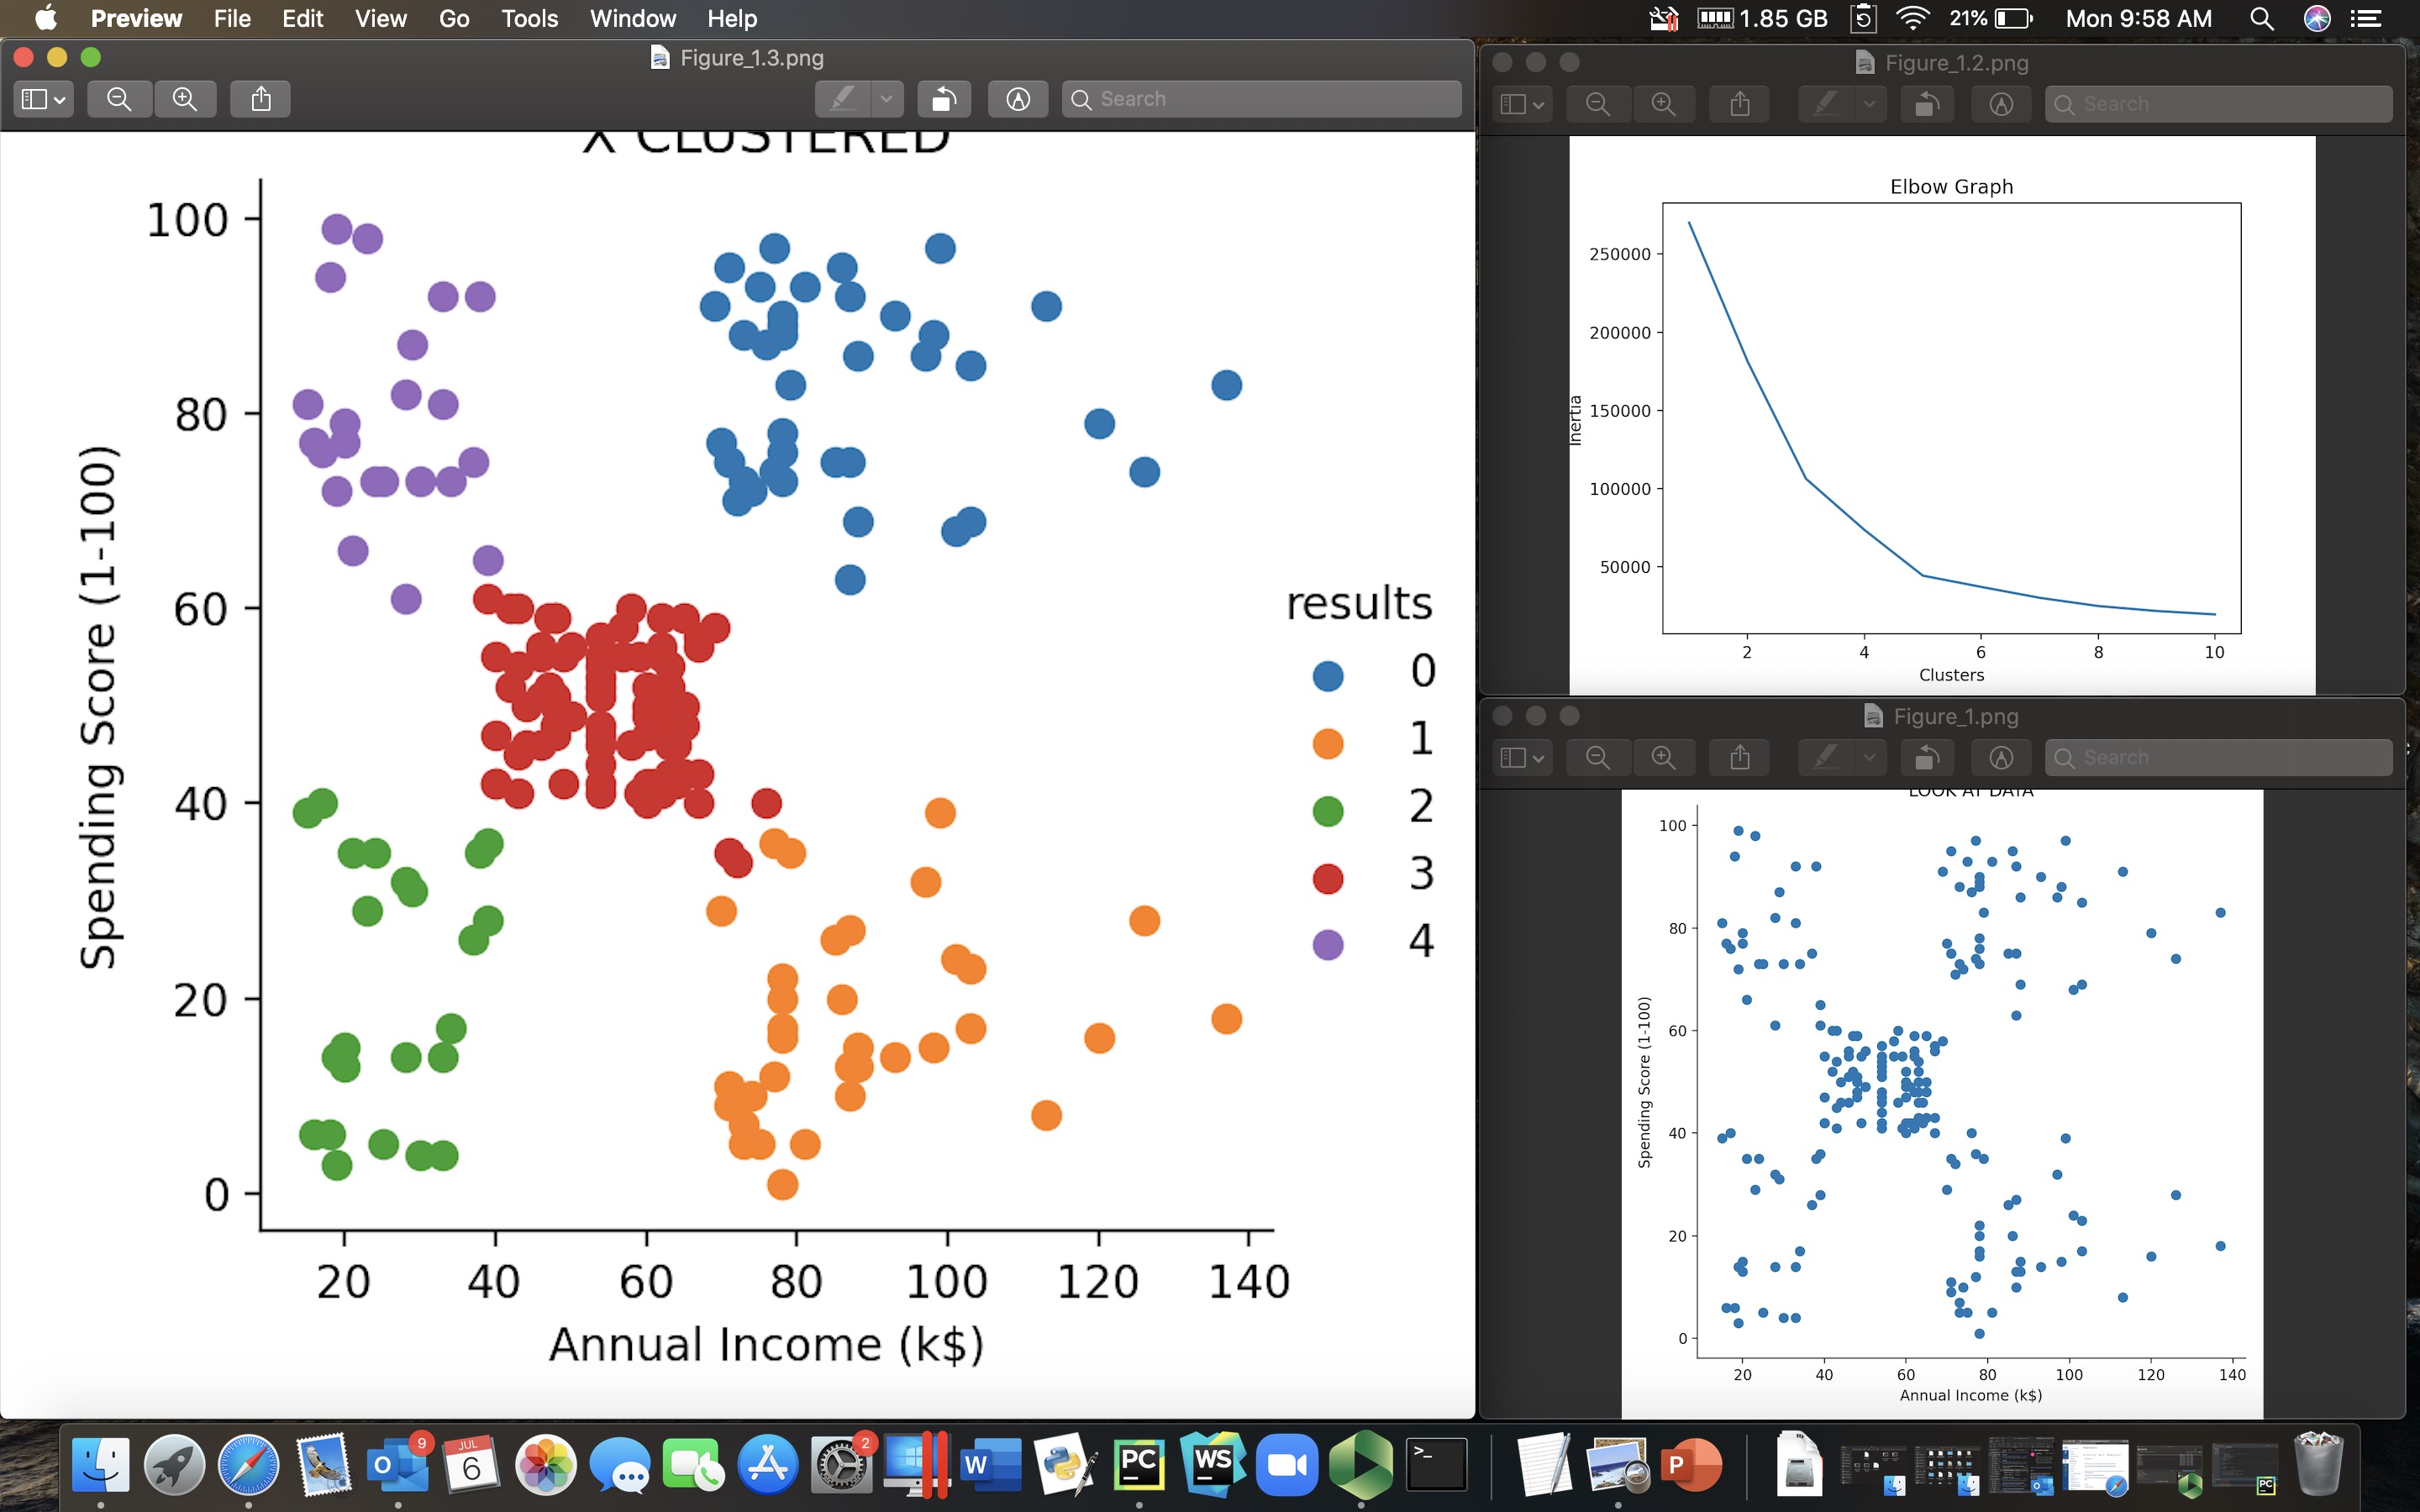 Preview File Edit View Go Tools Window Help 1.85 GB 21% Mon 9:58 AM
Figure_1.3.png
Search
X CLUSTERED
100
80
60
40
20
0
Spending Score (1-100)
20 40 60 80 100 120 140
Annual Income (k$)
results
0
1
2
3
4
Figure_1.2.png
Search
Elbow Graph
250000
200000
150000
100000
50000
Inertia
2 4 6 8 10
Clusters
Figure_1.png
Search
LOOK AT DATA
100
80
60
40
20
0
Spending Score (1-100)
20 40 60 80 100 120 140
Annual Income (k$)
9
JUL
6
2
O
W
PC
WS
>_
P
PC